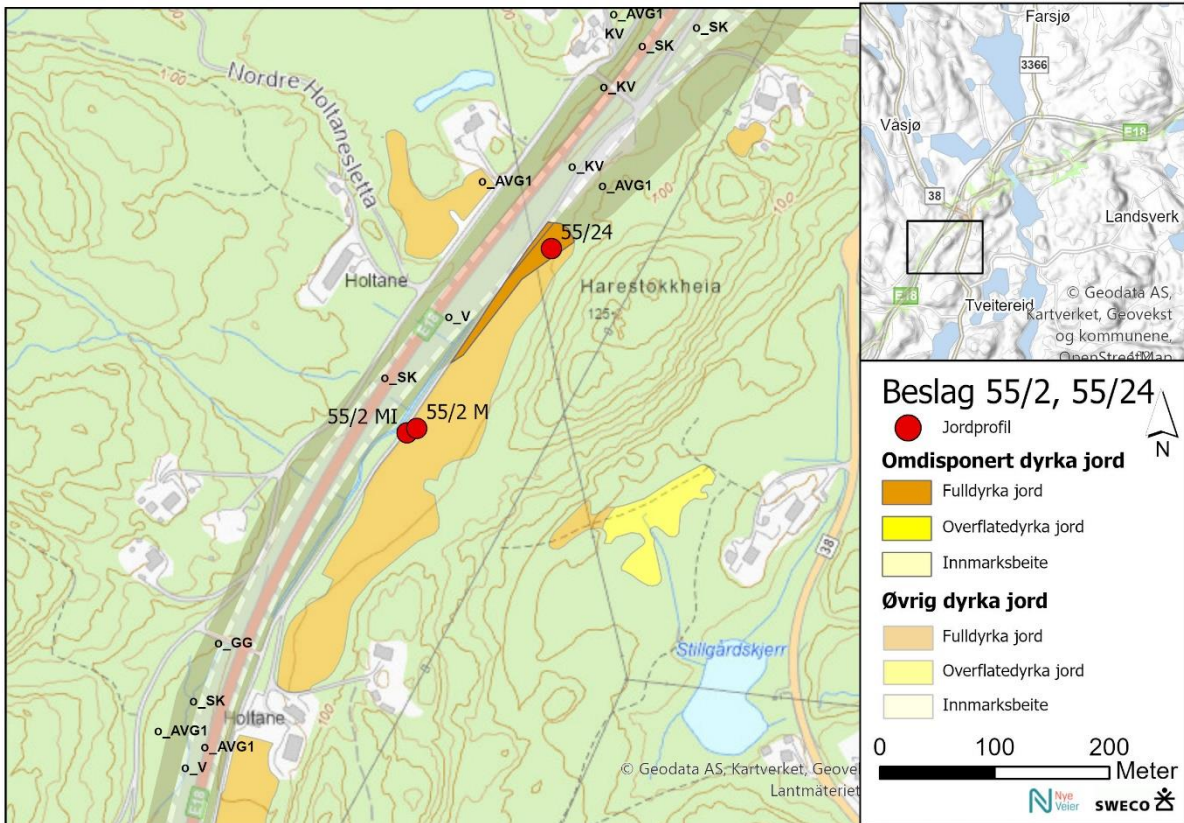 o_AVG1
KV
o_SK
o_SK
o_KV
Nordre Holtanesletta
100
o_KV
o_AVG1
o_AVG1
100
100
55/24
Holtane
Harestokkheia
125
E18
o_V
o_SK
55/2 MI
55/2 M
38
o_GG
Stillgårdskjerr
o_SK
Holtane
100
o_AVG1
o_AVG1
o_V
E18
© Geodata AS, Kartverket, Geovek
Lantmäteriet
Farsjø
3366
Våsjø
E18
38
Landsverk
E18
Tveitereid
© Geodata AS,
Kartverket, Geovekst
og kommunene,
OpenStreetMap
Beslag 55/2, 55/24
Jordprofil
N
Omdisponert dyrka jord
Fulldyrka jord
Overflatedyrka jord
Innmarksbeite
Øvrig dyrka jord
Fulldyrka jord
Overflatedyrka jord
Innmarksbeite
0 100 200
Meter
Nye
Veier
SWECO